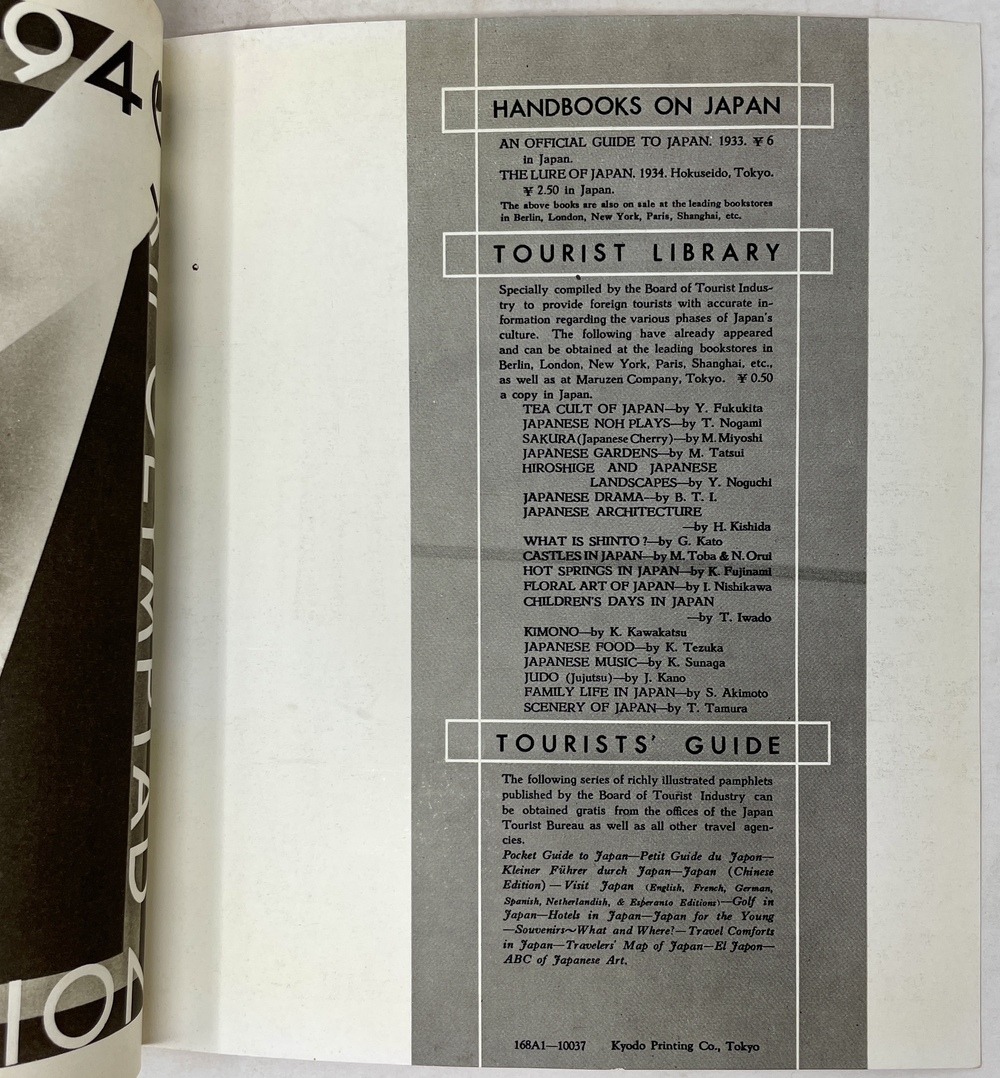 94
XII OLYMPIAD
HANDBOOKS ON JAPAN
AN OFFICIAL GUIDE TO JAPAN. 1933. ¥ 6
in Japan.
THE LURE OF JAPAN. 1934. Hokuseido, Tokyo.
¥ 2.50 in Japan.
The above books are also on sale at the leading bookstores
in Berlin, London, New York, Paris, Shanghai, etc.
TOURIST LIBRARY
Specially compiled by the Board of Tourist Indus-
try to provide foreign tourists with accurate in-
formation regarding the various phases of Japan's
culture. The following have already appeared
and can be obtained at the leading bookstores in
Berlin, London, New York, Paris, Shanghai, etc.,
as well as at Maruzen Company, Tokyo. ¥ 0.50
a copy in Japan.
TEA CULT OF JAPAN—by Y. Fukukita
JAPANESE NOH PLAYS—by T. Nogami
SAKURA (Japanese Cherry)—by M. Miyoshi
JAPANESE GARDENS—by M. Tatsui
HIROSHIGE AND JAPANESE
LANDSCAPES—by Y. Noguchi
JAPANESE DRAMA—by B. T. I.
JAPANESE ARCHITECTURE
—by H. Kishida
WHAT IS SHINTO?—by G. Kato
CASTLES IN JAPAN—by M. Toba & N. Orui
HOT SPRINGS IN JAPAN—by K. Fujinami
FLORAL ART OF JAPAN—by I. Nishikawa
CHILDREN'S DAYS IN JAPAN
—by T. Iwado
KIMONO—by K. Kawakatsu
JAPANESE FOOD—by K. Tezuka
JAPANESE MUSIC—by K. Sunaga
JUDO (Jujutsu)—by J. Kano
FAMILY LIFE IN JAPAN—by S. Akimoto
SCENERY OF JAPAN—by T. Tamura
TOURISTS' GUIDE
The following series of richly illustrated pamphlets
published by the Board of Tourist Industry can
be obtained gratis from the offices of the Japan
Tourist Bureau as well as all other travel agen-
cies.
Pocket Guide to Japan—Petit Guide du Japon—
Kleiner Führer durch Japan—Japan (Chinese
Edition) — Visit Japan (English, French, German,
Spanish, Netherlandish, & Esperanto Editions)—Golf in
Japan—Hotels in Japan—Japan for the Young
—Souvenirs~What and Where?— Travel Comforts
in Japan—Travelers' Map of Japan—El Japon—
ABC of Japanese Art.
168A1—10037 Kyodo Printing Co., Tokyo